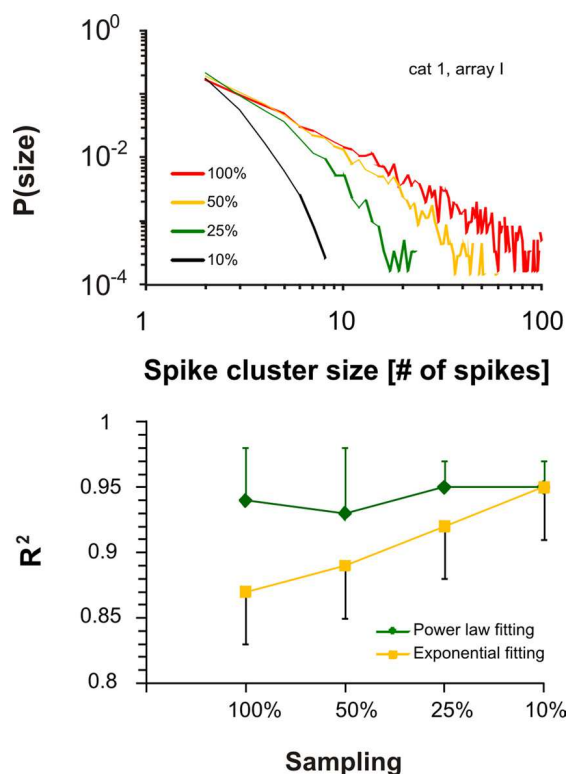 10^0
cat 1, array I
P(size)
10^-2
100%
50%
25%
10%
10^-4
1
10
100
Spike cluster size [# of spikes]
1
0.95
R^2
0.9
0.85
Power law fitting
Exponential fitting
0.8
100%
50%
25%
10%
Sampling